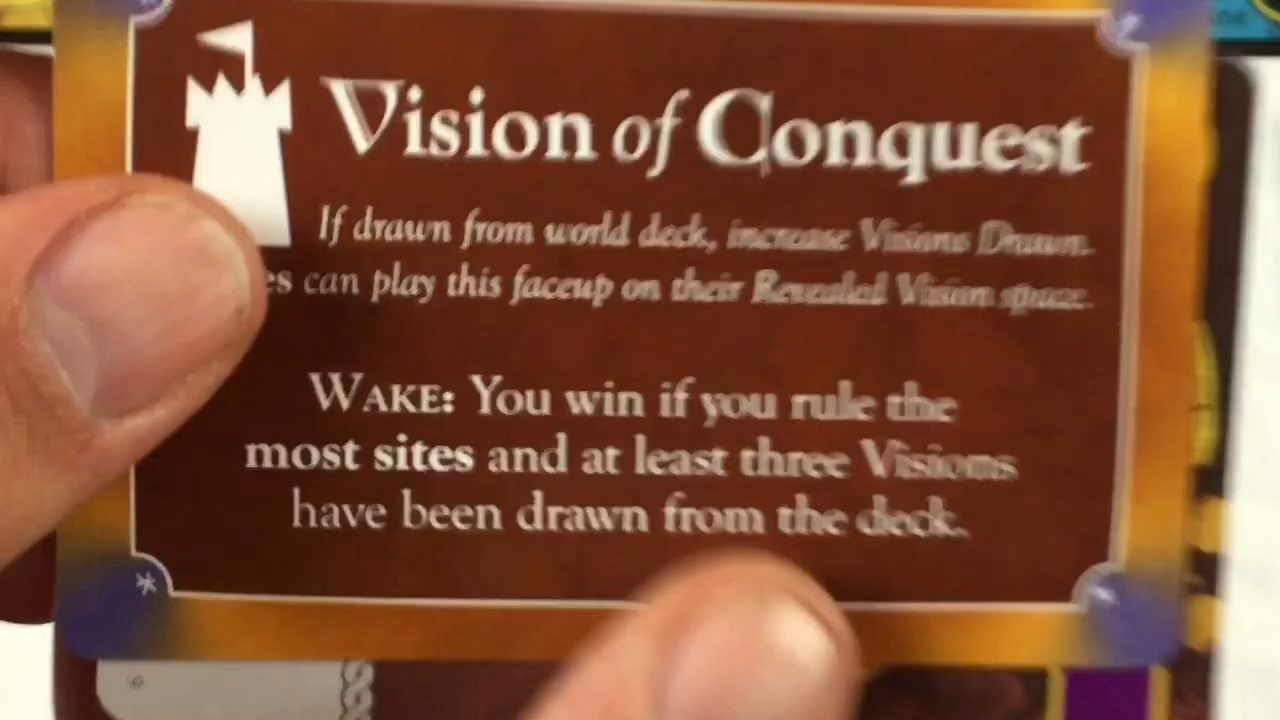 Vision of Conquest
If drawn from world deck, increase Visions Drawn.
es can play this faceup on their Revealed Vision space.
WAKE: You win if you rule the
most sites and at least three Visions
have been drawn from the deck.